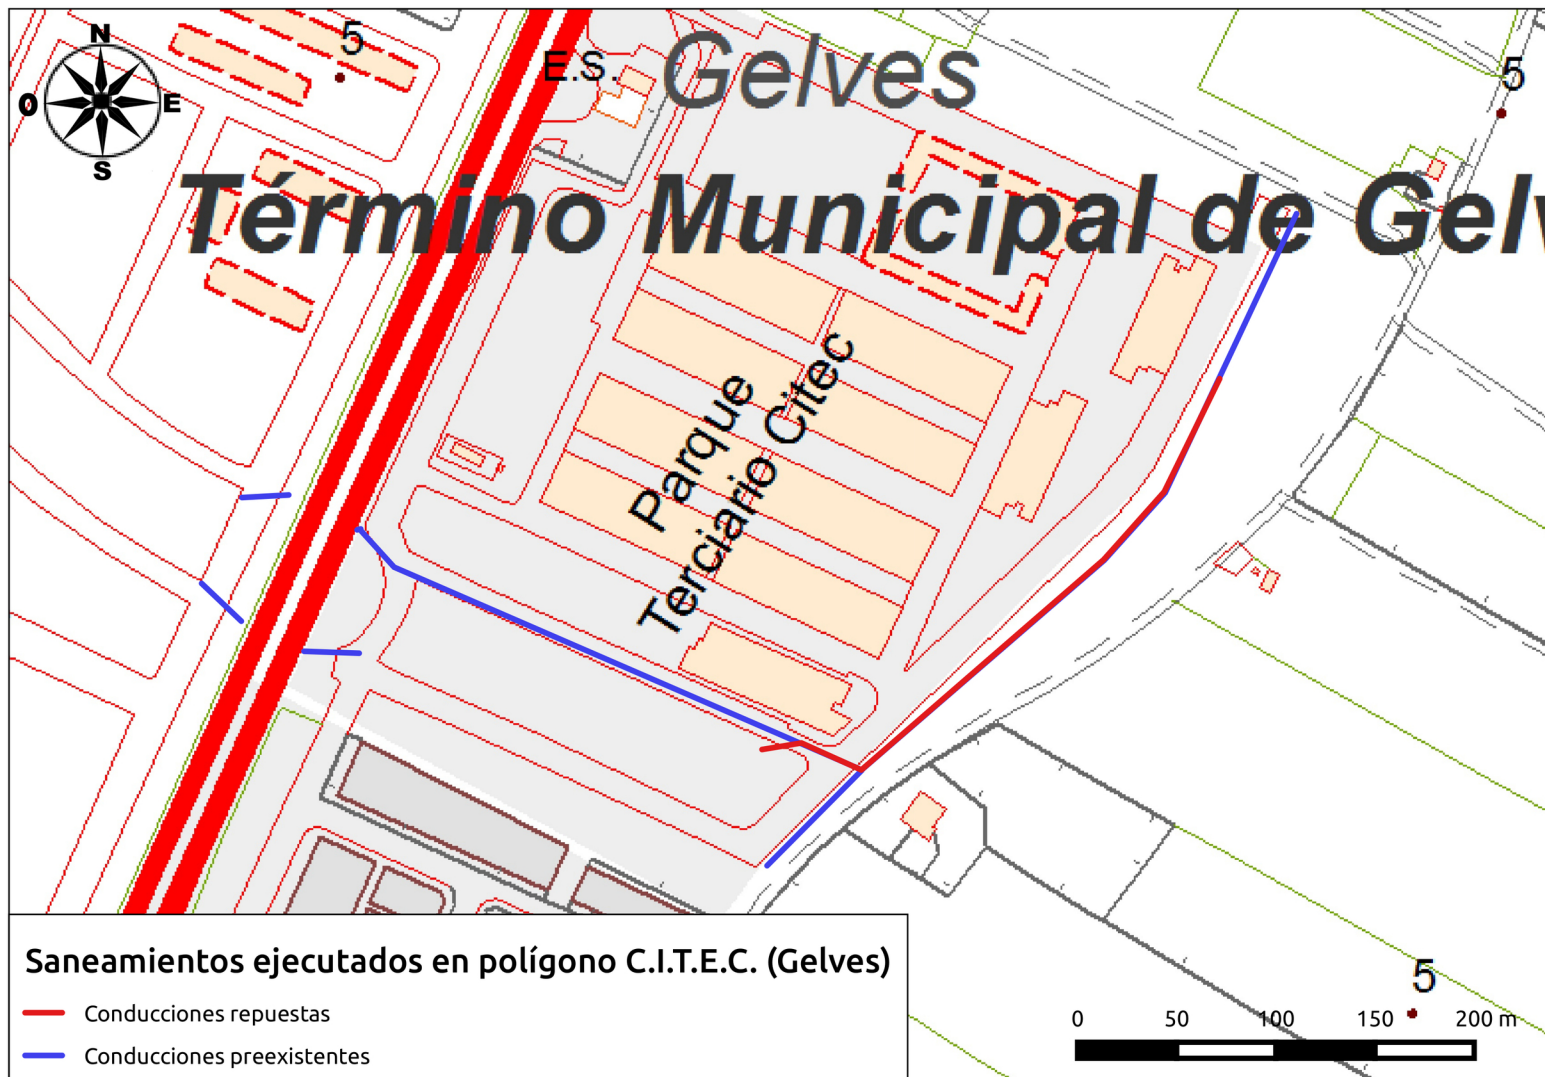 N
O
E
S
5
E.S.
Gelves
5
Término Municipal de Gelv
Parque
Terciario Citec
Saneamientos ejecutados en polígono C.I.T.E.C. (Gelves)
Conducciones repuestas
Conducciones preexistentes
5
0 50 100 150 200 m